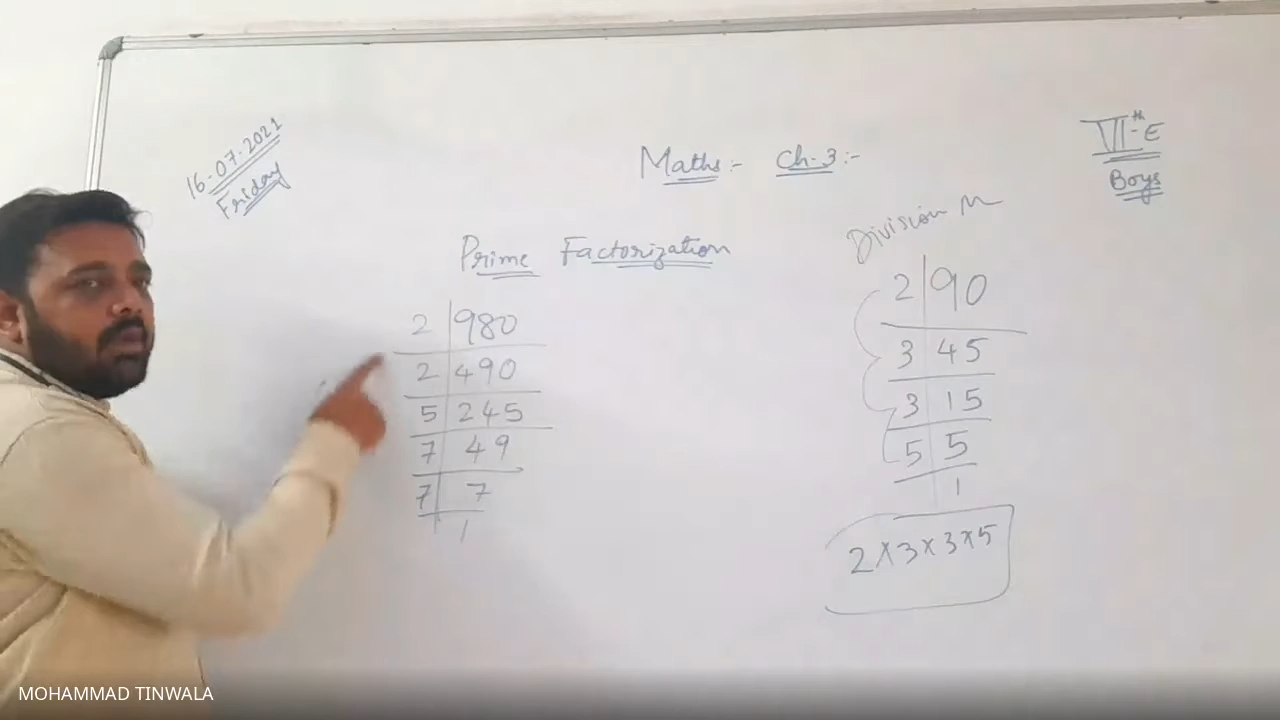 16-07-2021
Friday
Maths:- Ch-3:-
VIIth-E
Boys
Prime Factorization
2 980
2 490
5 245
7 49
7 7
1
Division M
2 90
3 45
3 15
5 5
1
2×3×3×5
MOHAMMAD TINWALA